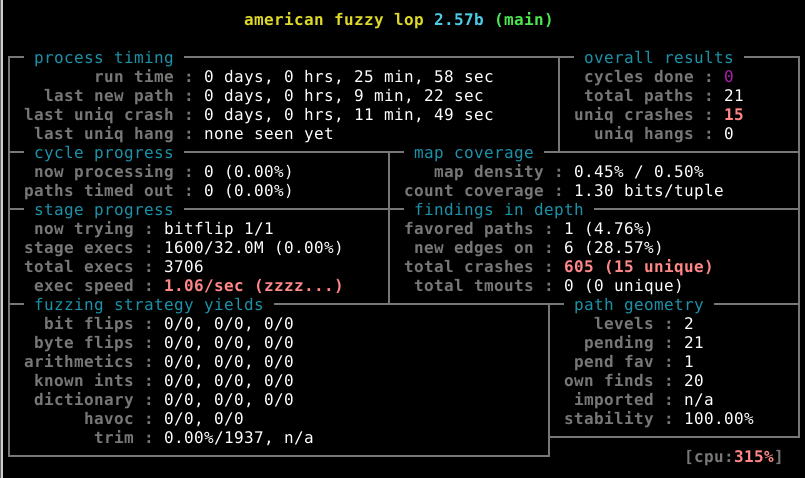 american fuzzy lop 2.57b (main)
process timing
run time : 0 days, 0 hrs, 25 min, 58 sec
last new path : 0 days, 0 hrs, 9 min, 22 sec
last uniq crash : 0 days, 0 hrs, 11 min, 49 sec
last uniq hang : none seen yet
overall results
cycles done : 0
total paths : 21
uniq crashes : 15
uniq hangs : 0
cycle progress
now processing : 0 (0.00%)
paths timed out : 0 (0.00%)
map coverage
map density : 0.45% / 0.50%
count coverage : 1.30 bits/tuple
stage progress
now trying : bitflip 1/1
stage execs : 1600/32.0M (0.00%)
total execs : 3706
exec speed : 1.06/sec (zzzz...)
findings in depth
favored paths : 1 (4.76%)
new edges on : 6 (28.57%)
total crashes : 605 (15 unique)
total tmouts : 0 (0 unique)
fuzzing strategy yields
bit flips : 0/0, 0/0, 0/0
byte flips : 0/0, 0/0, 0/0
arithmetics : 0/0, 0/0, 0/0
known ints : 0/0, 0/0, 0/0
dictionary : 0/0, 0/0, 0/0
havoc : 0/0, 0/0
trim : 0.00%/1937, n/a
path geometry
levels : 2
pending : 21
pend fav : 1
own finds : 20
imported : n/a
stability : 100.00%
[cpu:315%]